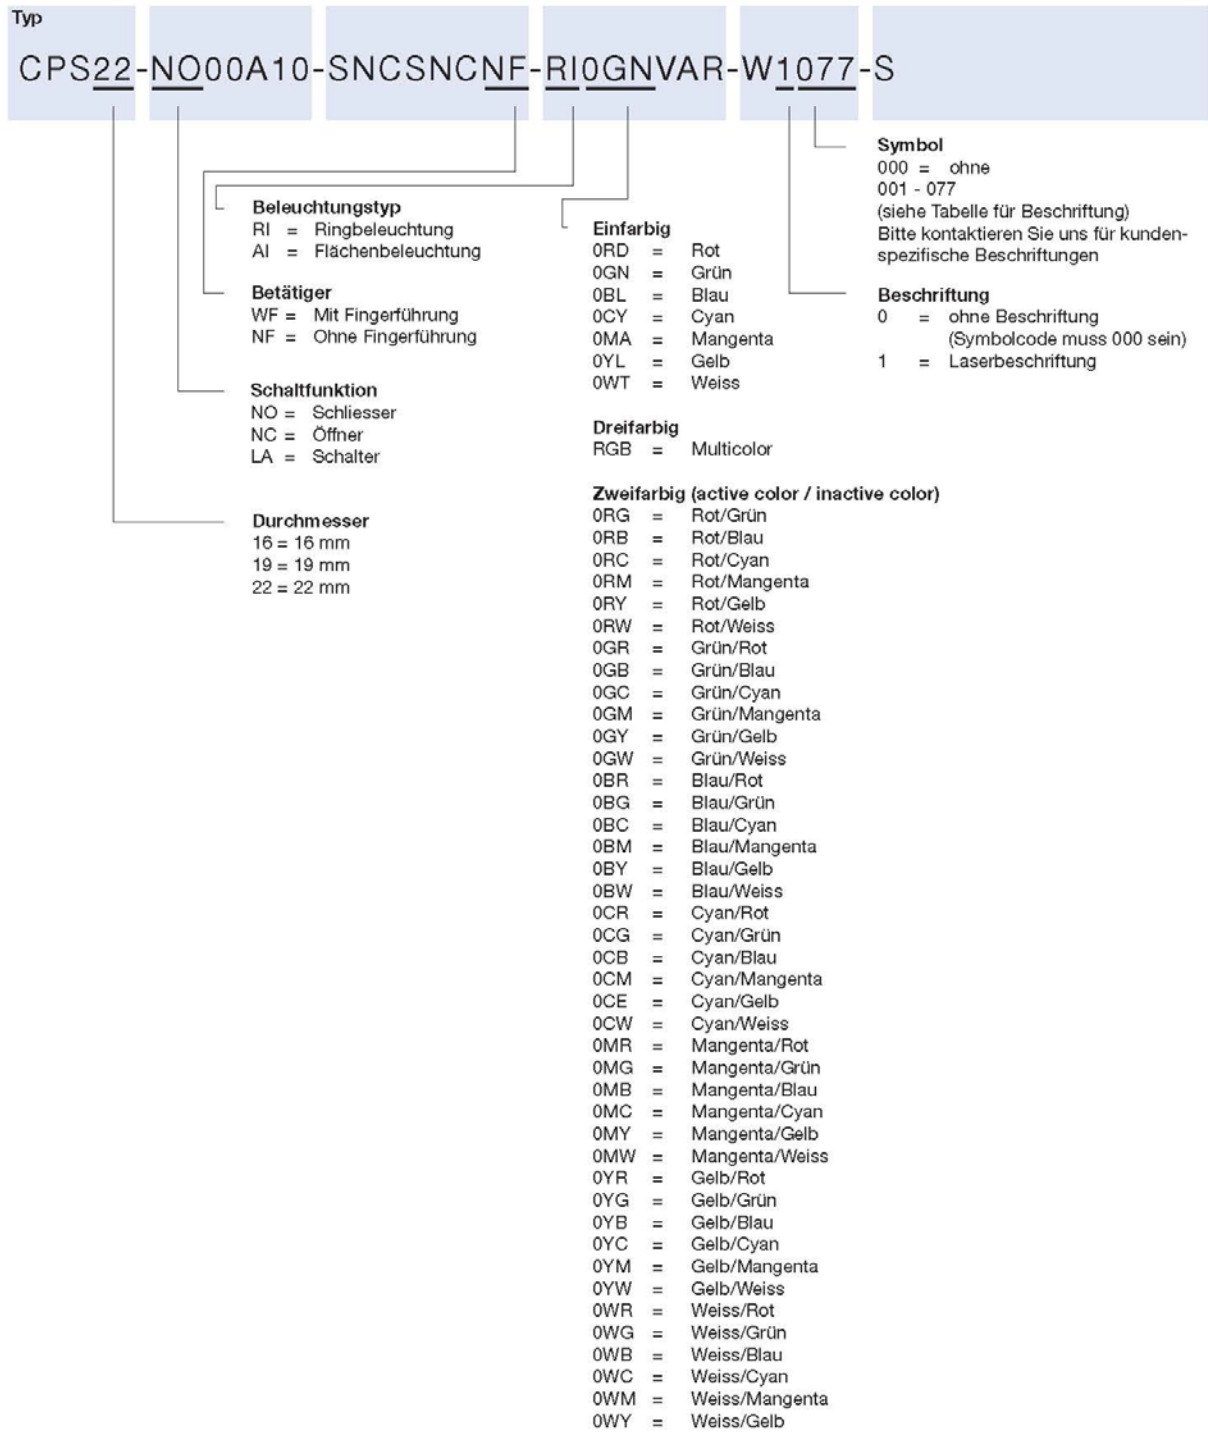 Typ
CPS22-NO00A10-SNCSNCNF-RI0GNVAR-W1077-S
Symbol
000 = ohne
001 - 077
(siehe Tabelle für Beschriftung)
Bitte kontaktieren Sie uns für kunden-
spezifische Beschriftungen
Beschriftung
0 = ohne Beschriftung
(Symbolcode muss 000 sein)
1 = Laserbeschriftung
Beleuchtungstyp
RI = Ringbeleuchtung
AI = Flächenbeleuchtung
Betätiger
WF = Mit Fingerführung
NF = Ohne Fingerführung
Schaltfunktion
NO = Schliesser
NC = Öffner
LA = Schalter
Durchmesser
16 = 16 mm
19 = 19 mm
22 = 22 mm
Einfarbig
0RD = Rot
0GN = Grün
0BL = Blau
0CY = Cyan
0MA = Mangenta
0YL = Gelb
0WT = Weiss
Dreifarbig
RGB = Multicolor
Zweifarbig (active color / inactive color)
0RG = Rot/Grün
0RB = Rot/Blau
0RC = Rot/Cyan
0RM = Rot/Mangenta
0RY = Rot/Gelb
0RW = Rot/Weiss
0GR = Grün/Rot
0GB = Grün/Blau
0GC = Grün/Cyan
0GM = Grün/Mangenta
0GY = Grün/Gelb
0GW = Grün/Weiss
0BR = Blau/Rot
0BG = Blau/Grün
0BC = Blau/Cyan
0BM = Blau/Mangenta
0BY = Blau/Gelb
0BW = Blau/Weiss
0CR = Cyan/Rot
0CG = Cyan/Grün
0CB = Cyan/Blau
0CM = Cyan/Mangenta
0CE = Cyan/Gelb
0CW = Cyan/Weiss
0MR = Mangenta/Rot
0MG = Mangenta/Grün
0MB = Mangenta/Blau
0MC = Mangenta/Cyan
0MY = Mangenta/Gelb
0MW = Mangenta/Weiss
0YR = Gelb/Rot
0YG = Gelb/Grün
0YB = Gelb/Blau
0YC = Gelb/Cyan
0YM = Gelb/Mangenta
0YW = Gelb/Weiss
0WR = Weiss/Rot
0WG = Weiss/Grün
0WB = Weiss/Blau
0WC = Weiss/Cyan
0WM = Weiss/Mangenta
0WY = Weiss/Gelb